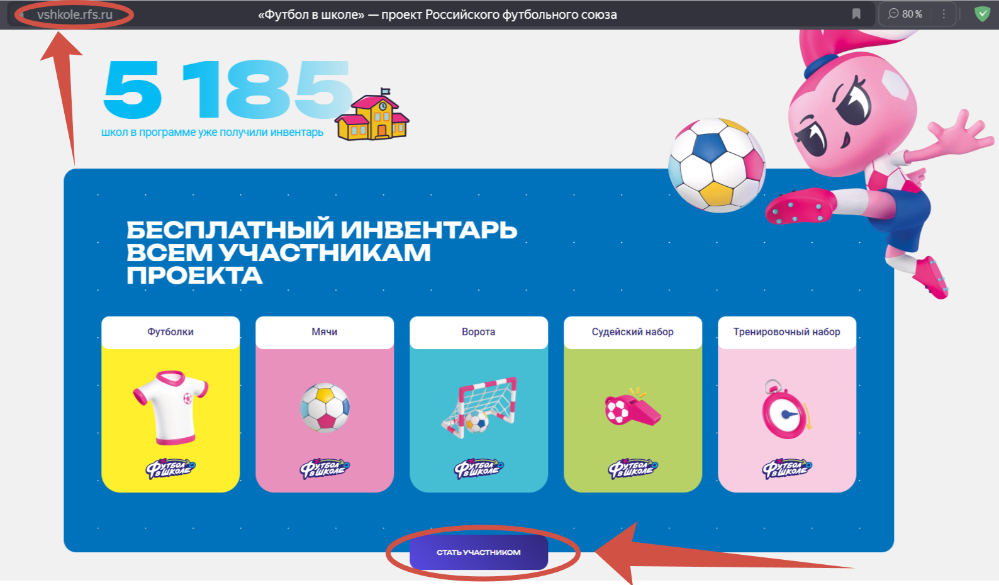 vshkole.rfs.ru
«Футбол в школе» — проект Российского футбольного союза
80 %
5 185
школ в программе уже получили инвентарь
БЕСПЛАТНЫЙ ИНВЕНТАРЬ
ВСЕМ УЧАСТНИКАМ
ПРОЕКТА
Футболки
Мячи
Ворота
Судейский набор
Тренировочный набор
ФУТБОЛ
В ШКОЛЕ
ФУТБОЛ
В ШКОЛЕ
ФУТБОЛ
В ШКОЛЕ
ФУТБОЛ
В ШКОЛЕ
ФУТБОЛ
В ШКОЛЕ
СТАТЬ УЧАСТНИКОМ